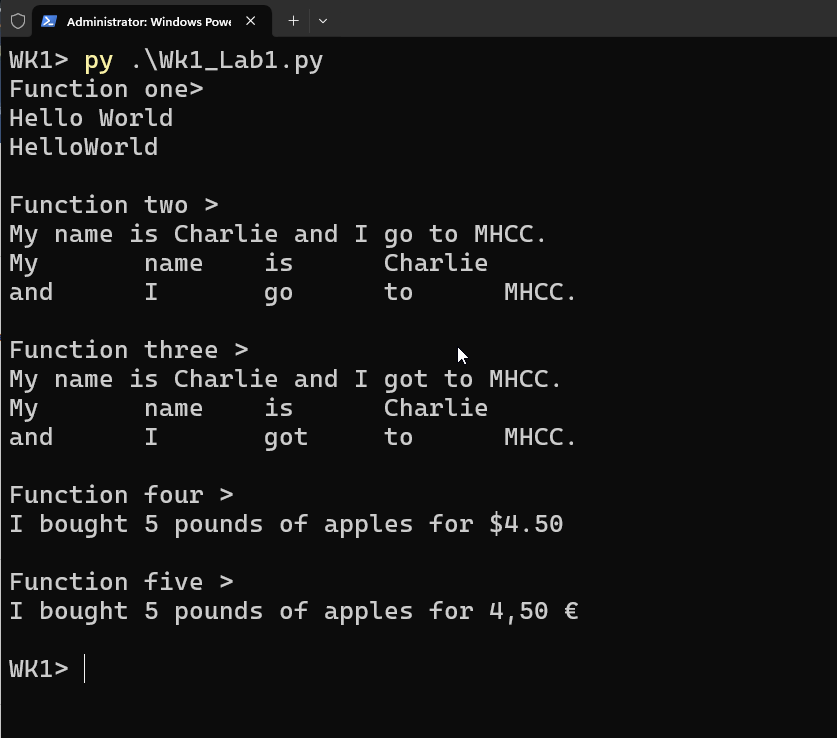 Administrator: Windows Powe
WK1> py .\Wk1_Lab1.py
Function one>
Hello World
HelloWorld
Function two >
My name is Charlie and I go to MHCC.
My name is Charlie
and I go to MHCC.
Function three >
My name is Charlie and I got to MHCC.
My name is Charlie
and I got to MHCC.
Function four >
I bought 5 pounds of apples for $4.50
Function five >
I bought 5 pounds of apples for 4,50 €
WK1>